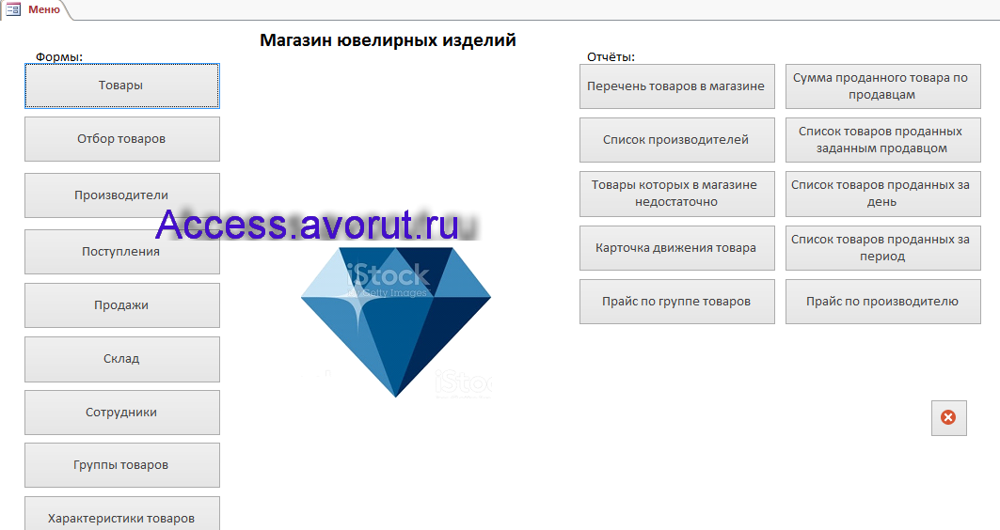 Меню
Магазин ювелирных изделий
Формы:
Товары
Отбор товаров
Производители
Поступления
Продажи
Склад
Сотрудники
Группы товаров
Характеристики товаров
Access.avorut.ru
iStock
by Getty Images
iStock
Отчёты:
Перечень товаров в магазине
Сумма проданного товара по
продавцам
Список производителей
Список товаров проданных
заданным продавцом
Товары которых в магазине
недостаточно
Список товаров проданных за
день
Карточка движения товара
Список товаров проданных за
период
Прайс по группе товаров
Прайс по производителю